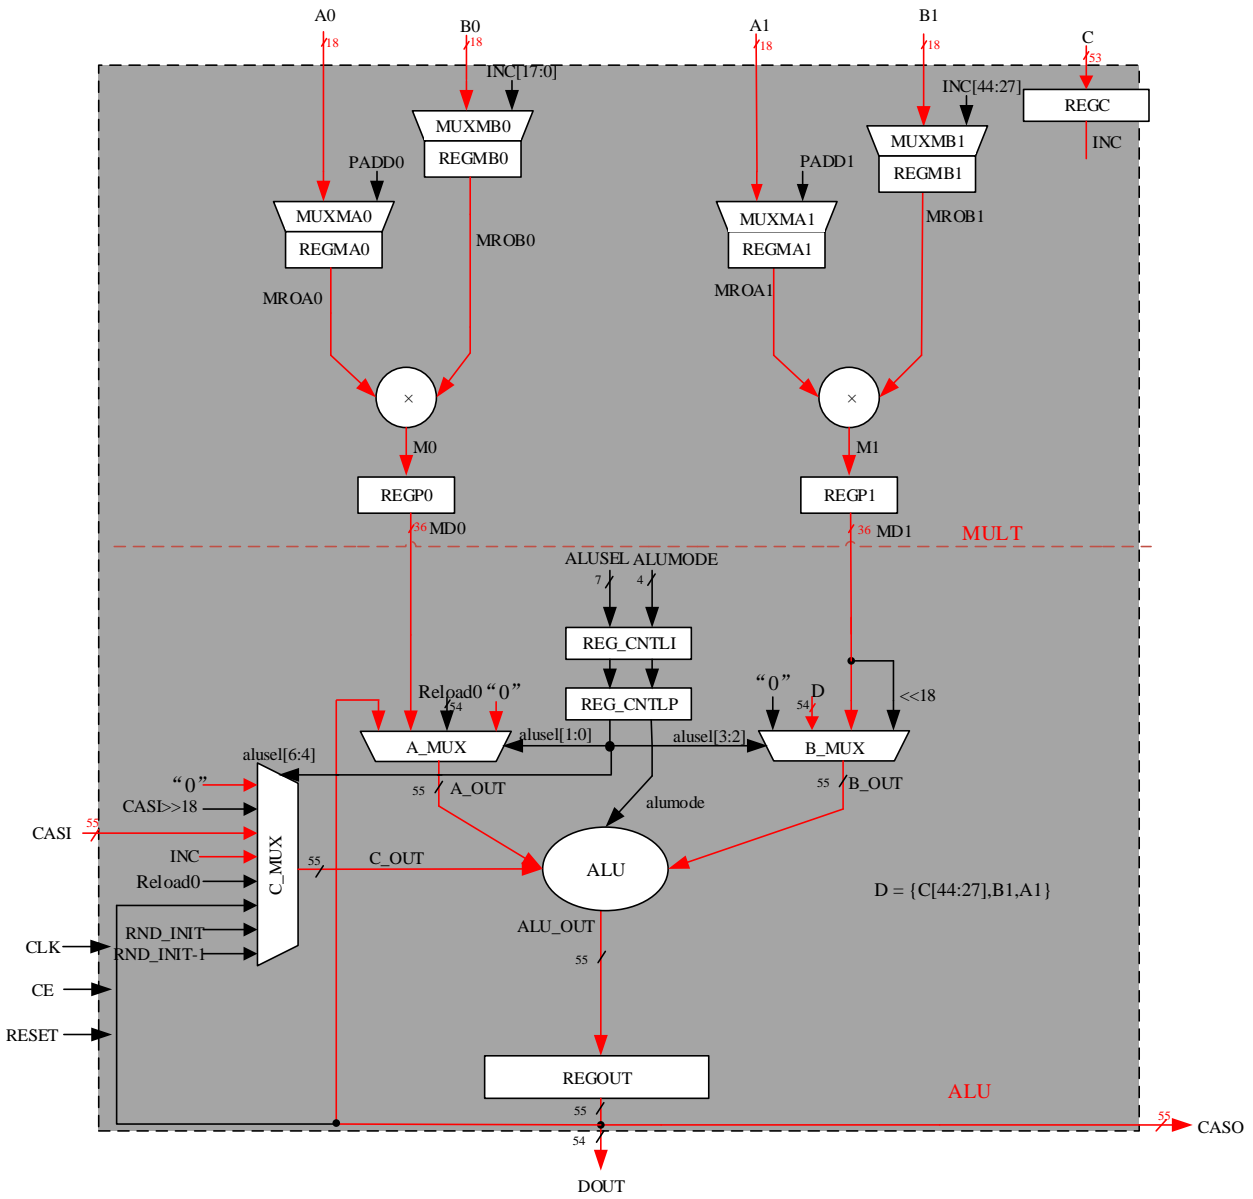 A0
B0
A1
B1
C
18
18
18
18
53
INC[17:0]
INC[44:27]
REGC
INC
MUXMB0
REGMB0
MUXMB1
REGMB1
PADD0
PADD1
MUXMA0
REGMA0
MUXMA1
REGMA1
MROB0
MROB1
MROA0
MROA1
×
×
M0
M1
REGP0
REGP1
36 MD0
36 MD1
MULT
ALUSEL ALUMODE
7
4
REG_CNTLI
REG_CNTLP
Reload0 “0”
54
“0”
D
54
<<18
A_MUX
alusel[1:0]
alusel[3:2]
B_MUX
alusel[6:4]
55
A_OUT
55
B_OUT
alumode
“0”
CASI>>18
CASI
55
INC
Reload0
RND_INIT
RND_INIT-1
C_MUX
55
C_OUT
ALU
D = {C[44:27],B1,A1}
ALU_OUT
55
CLK
CE
RESET
REGOUT
ALU
55
54
55
CASO
DOUT